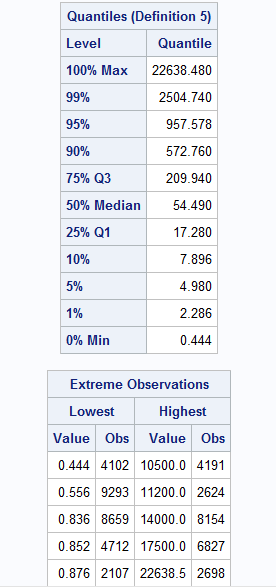 Quantiles (Definition 5)
Level Quantile
100% Max 22638.480
99% 2504.740
95% 957.578
90% 572.760
75% Q3 209.940
50% Median 54.490
25% Q1 17.280
10% 7.896
5% 4.980
1% 2.286
0% Min 0.444
Extreme Observations
Lowest Highest
Value Obs Value Obs
0.444 4102 10500.0 4191
0.556 9293 11200.0 2624
0.836 8659 14000.0 8154
0.852 4712 17500.0 6827
0.876 2107 22638.5 2698